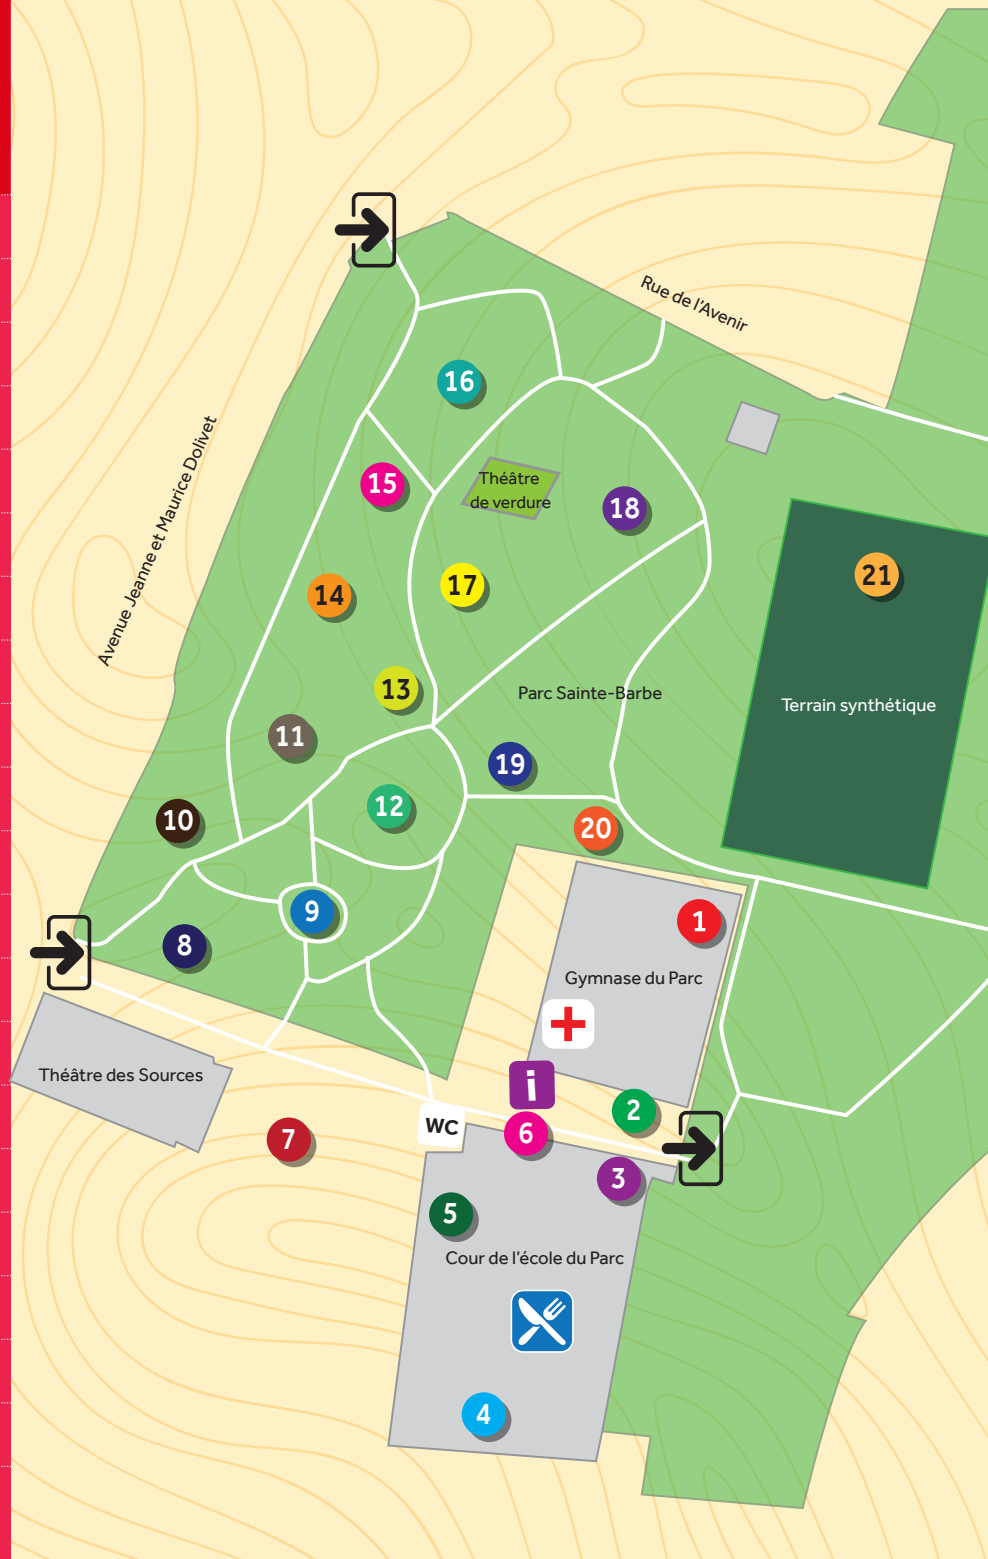 Rue de l'Avenir
16
Avenue Jeanne et Maurice Dolivet
15
Théâtre
de verdure
18
21
14
17
13
Parc Sainte-Barbe
Terrain synthétique
11
19
10
12
20
9
1
8
Gymnase du Parc
Théâtre des Sources
i
2
WC
6
7
3
5
Cour de l'école du Parc
4